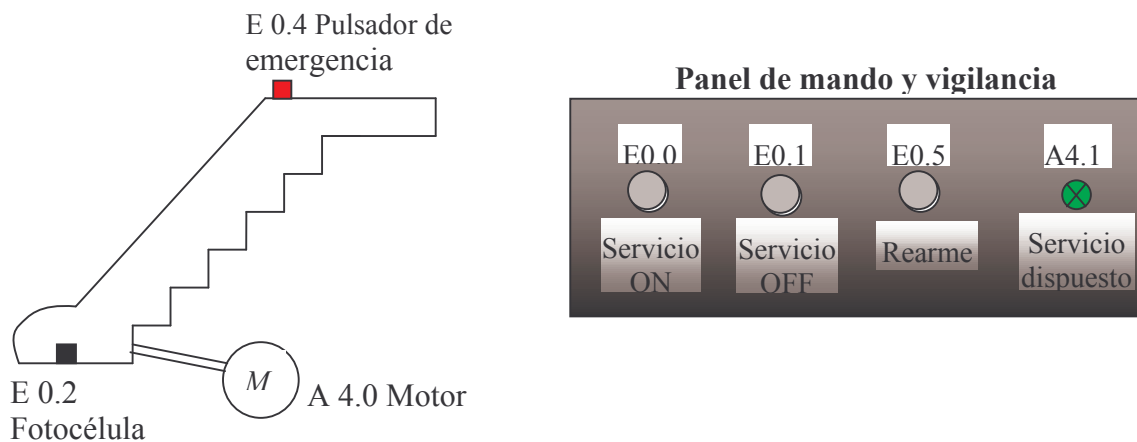 E 0.4 Pulsador de
emergencia
E 0.2
Fotocélula
M
A 4.0 Motor
Panel de mando y vigilancia
E0.0
E0.1
E0.5
A4.1
Servicio
ON
Servicio
OFF
Rearme
Servicio
dispuesto